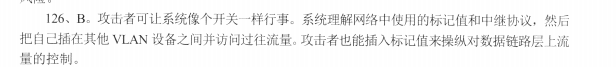 126、B。攻击者可让系统像个开关一样行事。系统理解网络中使用的标记值和中继协议，然后
把自己插在其他 VLAN 设备之间并访问过往流量。攻击者也能插入标记值来操纵对数据链路层上流
量的控制。